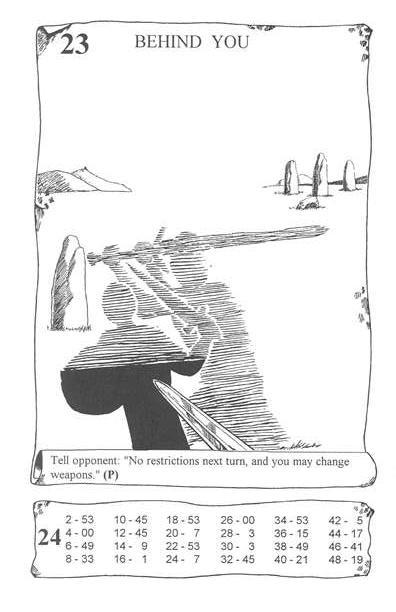 23 BEHIND YOU
Tell opponent: "No restrictions next turn, and you may change
weapons." (P)
24
2 - 53 10 - 45 18 - 53 26 - 00 34 - 53 42 - 5
4 - 00 12 - 45 20 - 7 28 - 3 36 - 15 44 - 17
6 - 49 14 - 9 22 - 53 30 - 3 38 - 49 46 - 41
8 - 33 16 - 1 24 - 7 32 - 45 40 - 21 48 - 19